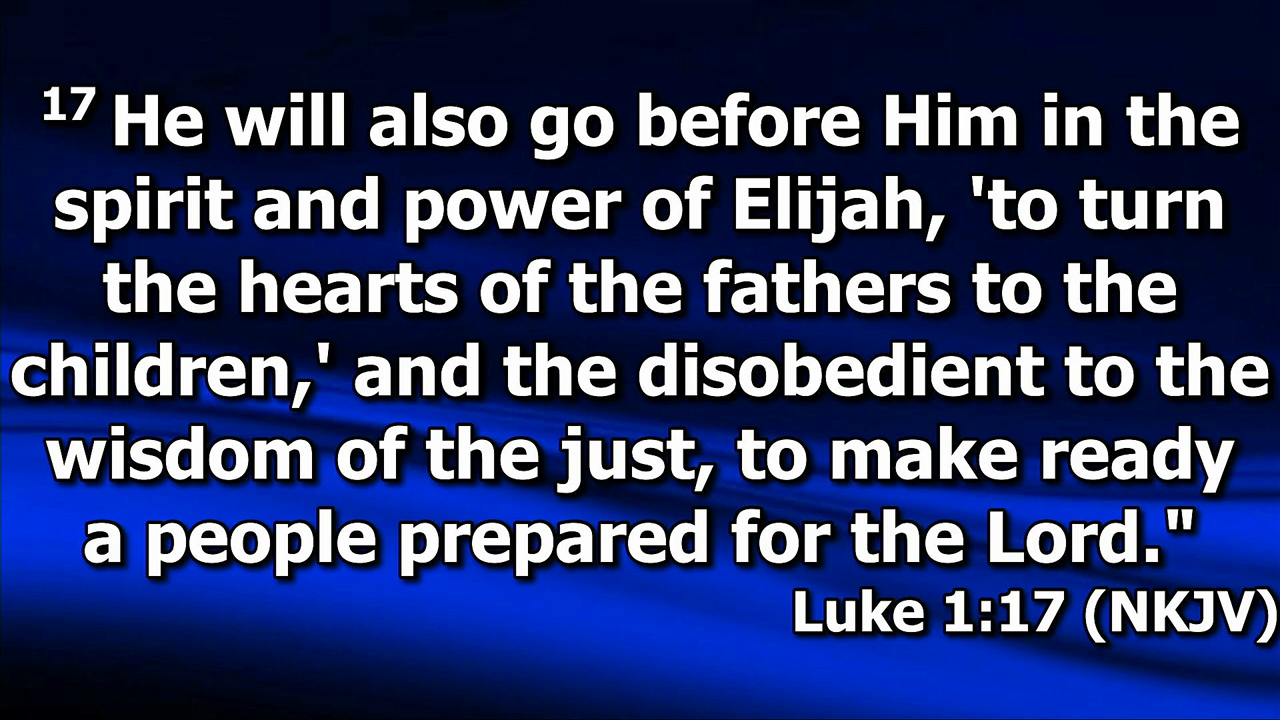 17 He will also go before Him in the
spirit and power of Elijah, 'to turn
the hearts of the fathers to the
children,' and the disobedient to the
wisdom of the just, to make ready
a people prepared for the Lord."
Luke 1:17 (NKJV)